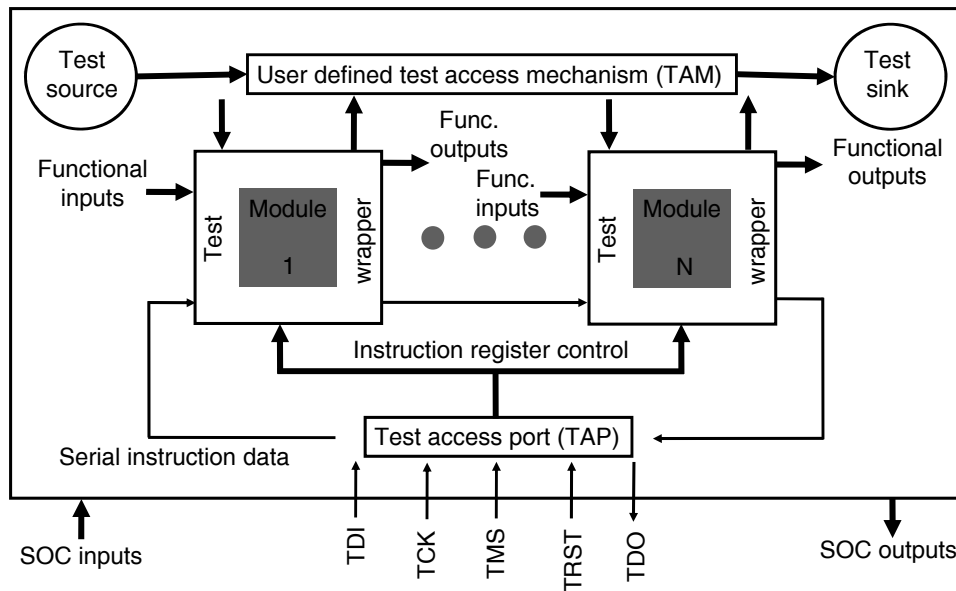 Test
source
User defined test access mechanism (TAM)
Test
sink
Functional
inputs
Func.
outputs
Func.
inputs
Functional
outputs
Test
Module
1
wrapper
Test
Module
N
wrapper
Instruction register control
Test access port (TAP)
Serial instruction data
SOC inputs
TDI
TCK
TMS
TRST
TDO
SOC outputs